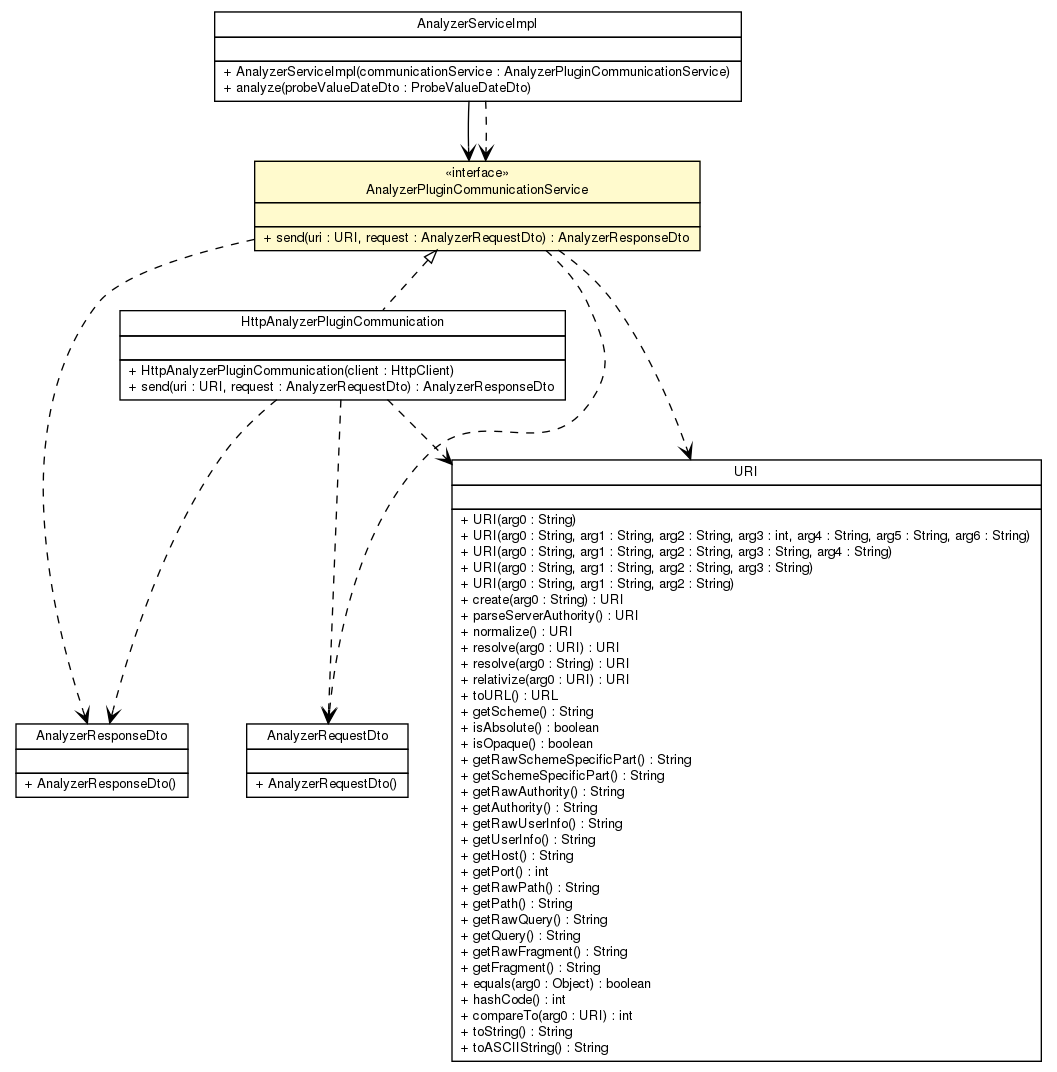 AnalyzerServiceImpl
+ AnalyzerServiceImpl(communicationService : AnalyzerPluginCommunicationService)
+ analyze(probeValueDateDto : ProbeValueDateDto)
«interface»
AnalyzerPluginCommunicationService
+ send(uri : URI, request : AnalyzerRequestDto) : AnalyzerResponseDto
HttpAnalyzerPluginCommunication
+ HttpAnalyzerPluginCommunication(client : HttpClient)
+ send(uri : URI, request : AnalyzerRequestDto) : AnalyzerResponseDto
URI
+ URI(arg0 : String)
+ URI(arg0 : String, arg1 : String, arg2 : String, arg3 : int, arg4 : String, arg5 : String, arg6 : String)
+ URI(arg0 : String, arg1 : String, arg2 : String, arg3 : String, arg4 : String)
+ URI(arg0 : String, arg1 : String, arg2 : String, arg3 : String)
+ URI(arg0 : String, arg1 : String, arg2 : String)
+ create(arg0 : String) : URI
+ parseServerAuthority() : URI
+ normalize() : URI
+ resolve(arg0 : URI) : URI
+ resolve(arg0 : String) : URI
+ relativize(arg0 : URI) : URI
+ toURL() : URL
+ getScheme() : String
+ isAbsolute() : boolean
+ isOpaque() : boolean
+ getRawSchemeSpecificPart() : String
+ getSchemeSpecificPart() : String
+ getRawAuthority() : String
+ getAuthority() : String
+ getRawUserInfo() : String
+ getUserInfo() : String
+ getHost() : String
+ getPort() : int
+ getRawPath() : String
+ getPath() : String
+ getRawQuery() : String
+ getQuery() : String
+ getRawFragment() : String
+ getFragment() : String
+ equals(arg0 : Object) : boolean
+ hashCode() : int
+ compareTo(arg0 : URI) : int
+ toString() : String
+ toASCIIString() : String
AnalyzerResponseDto
+ AnalyzerResponseDto()
AnalyzerRequestDto
+ AnalyzerRequestDto()